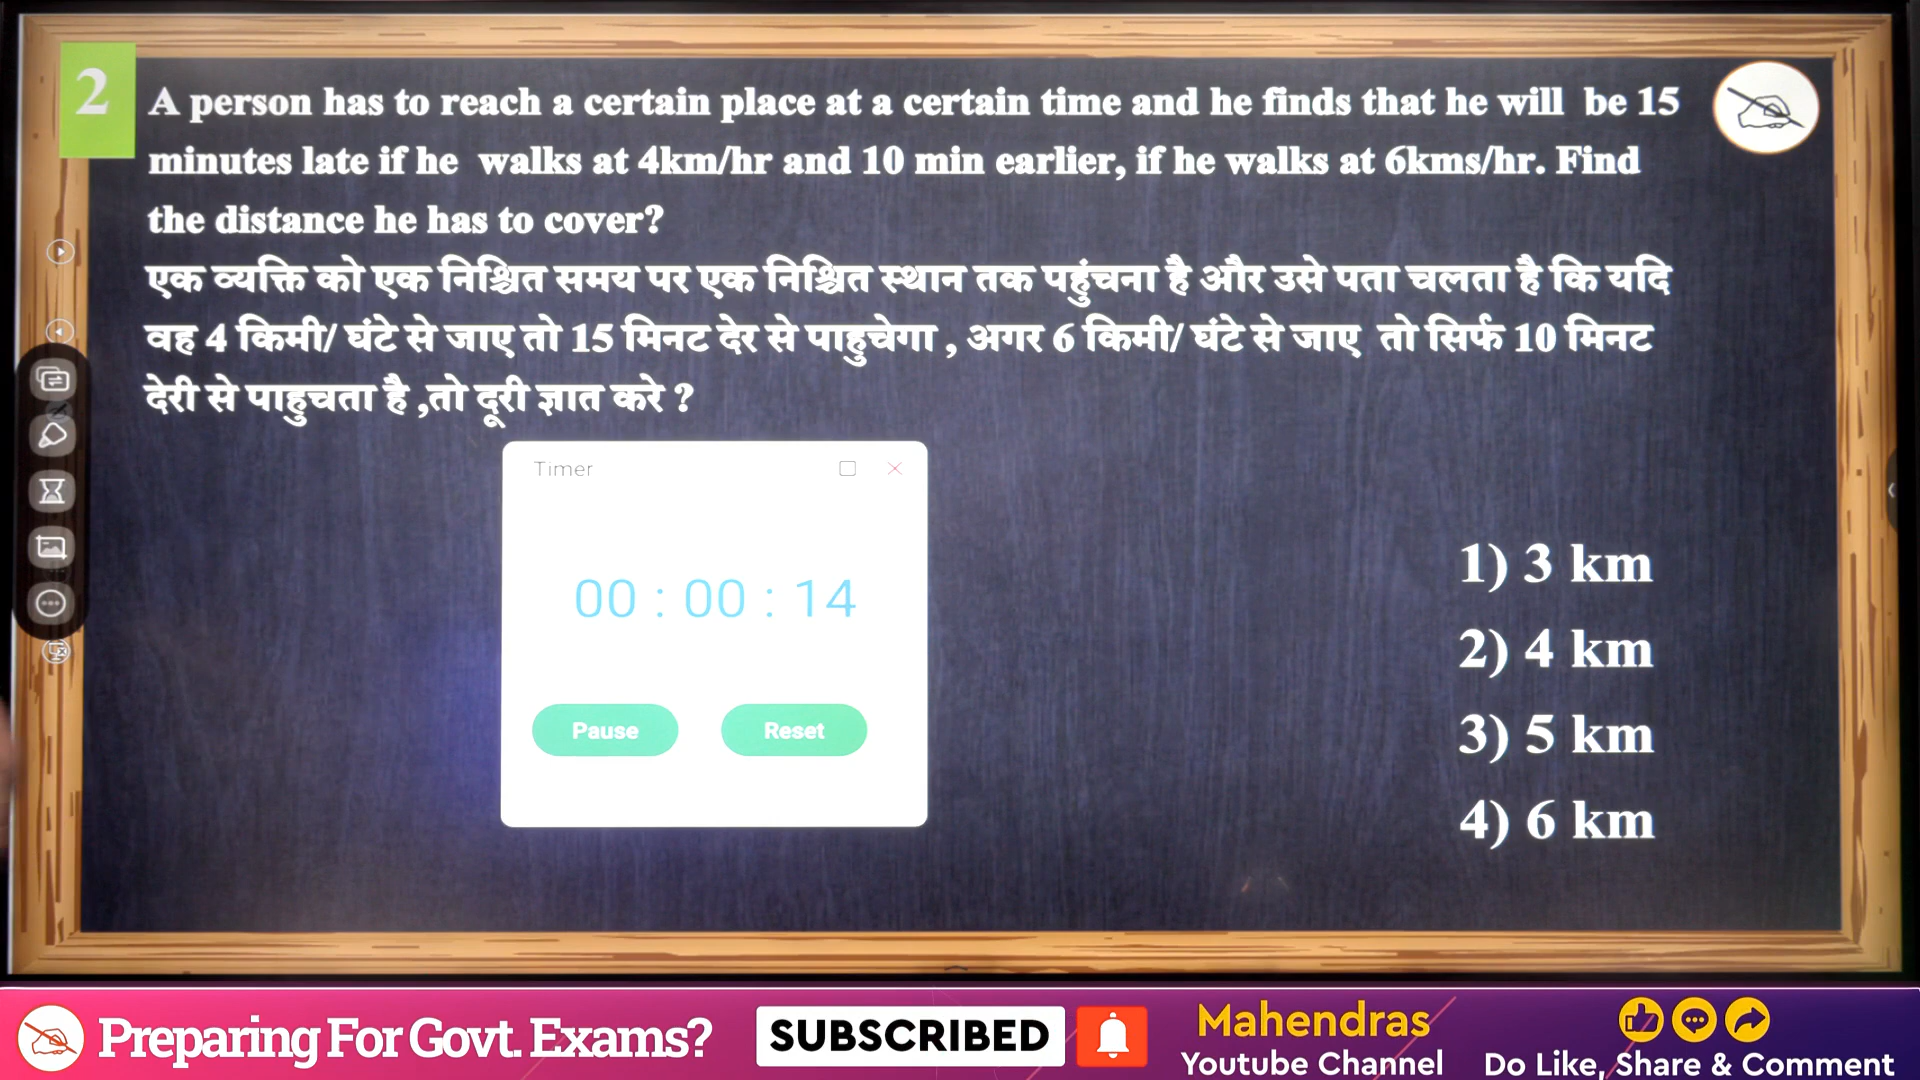 2
A person has to reach a certain place at a certain time and he finds that he will be 15
minutes late if he walks at 4km/hr and 10 min earlier, if he walks at 6kms/hr. Find
the distance he has to cover?
एक व्यक्ति को एक निश्चित समय पर एक निश्चित स्थान तक पहुंचना है और उसे पता चलता है कि यदि
वह 4 किमी/ घंटे से जाए तो 15 मिनट देर से पाहुचेगा , अगर 6 किमी/ घंटे से जाए तो सिर्फ 10 मिनट
देरी से पाहुचता है ,तो दूरी ज्ञात करे ?
Timer
00 : 00 : 14
Pause Reset
1) 3 km
2) 4 km
3) 5 km
4) 6 km
Preparing For Govt. Exams?
SUBSCRIBED
Mahendras
Youtube Channel
Do Like, Share & Comment